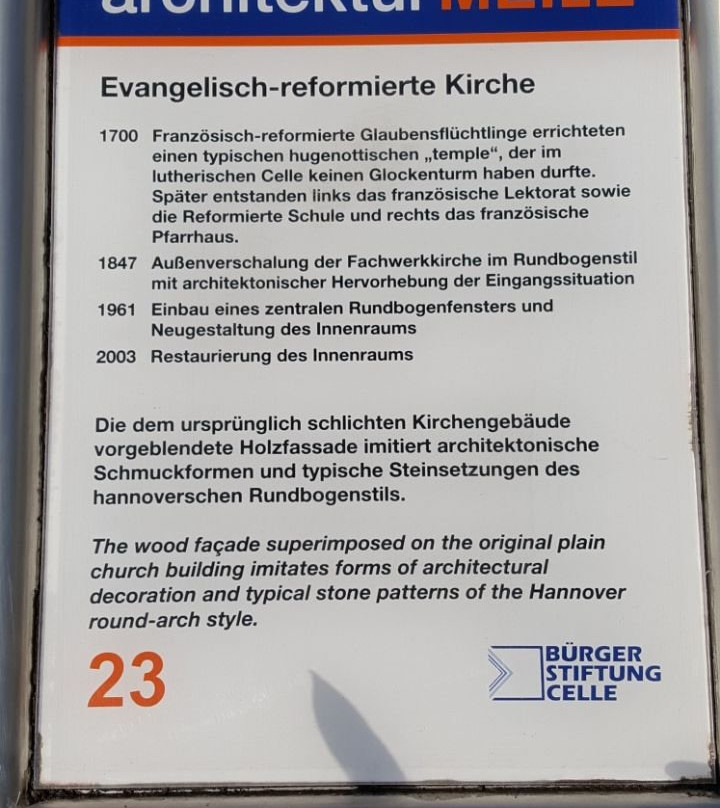 architektur MEILE
Evangelisch-reformierte Kirche
1700 Französisch-reformierte Glaubensflüchtlinge errichteten
einen typischen hugenottischen „temple“, der im
lutherischen Celle keinen Glockenturm haben durfte.
Später entstanden links das französische Lektorat sowie
die Reformierte Schule und rechts das französische
Pfarrhaus.
1847 Außenverschalung der Fachwerkkirche im Rundbogenstil
mit architektonischer Hervorhebung der Eingangssituation
1961 Einbau eines zentralen Rundbogenfensters und
Neugestaltung des Innenraums
2003 Restaurierung des Innenraums
Die dem ursprünglich schlichten Kirchengebäude
vorgeblendete Holzfassade imitiert architektonische
Schmuckformen und typische Steinsetzungen des
hannoverschen Rundbogenstils.
The wood façade superimposed on the original plain
church building imitates forms of architectural
decoration and typical stone patterns of the Hannover
round-arch style.
23
BÜRGER
STIFTUNG
CELLE